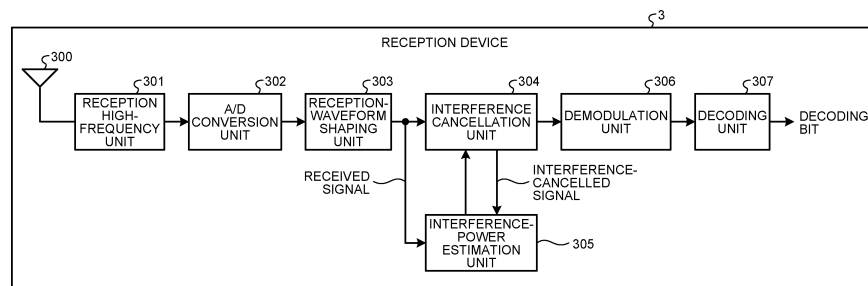 3
RECEPTION DEVICE
300
301
RECEPTION
HIGH-
FREQUENCY
UNIT
302
A/D
CONVERSION
UNIT
303
RECEPTION-
WAVEFORM
SHAPING
UNIT
304
INTERFERENCE
CANCELLATION
UNIT
306
DEMODULATION
UNIT
307
DECODING
UNIT
DECODING
BIT
RECEIVED
SIGNAL
INTERFERENCE-
CANCELLED
SIGNAL
INTERFERENCE-
POWER
ESTIMATION
UNIT
305